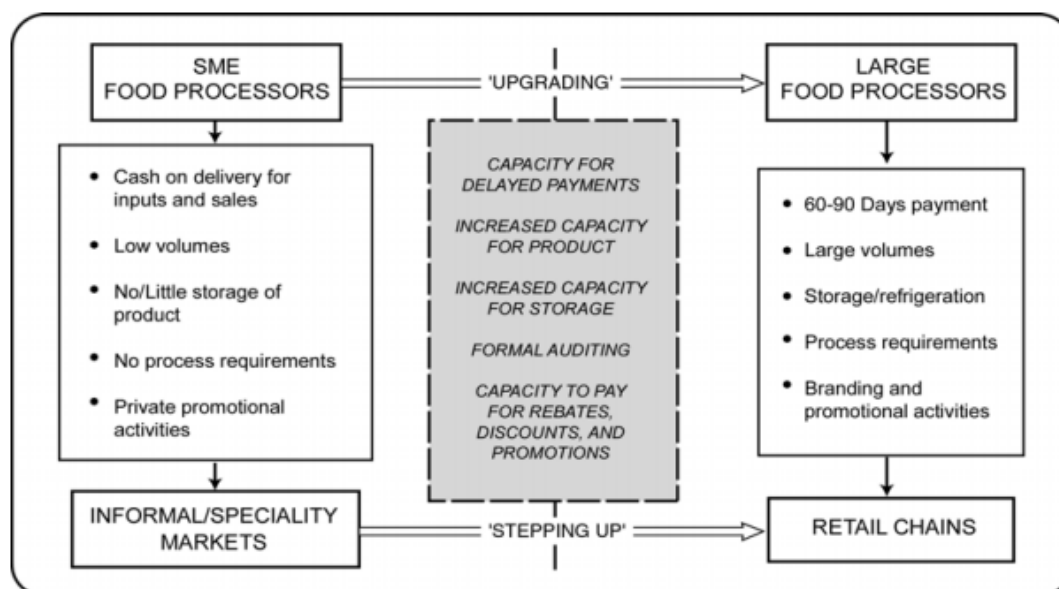 SME
FOOD PROCESSORS
'UPGRADING'
LARGE
FOOD PROCESSORS
• Cash on delivery for
inputs and sales
• Low volumes
• No/Little storage of
product
• No process requirements
• Private promotional
activities
CAPACITY FOR
DELAYED PAYMENTS
INCREASED CAPACITY
FOR PRODUCT
INCREASED CAPACITY
FOR STORAGE
FORMAL AUDITING
CAPACITY TO PAY
FOR REBATES,
DISCOUNTS, AND
PROMOTIONS
• 60-90 Days payment
• Large volumes
• Storage/refrigeration
• Process requirements
• Branding and
promotional activities
INFORMAL/SPECIALITY
MARKETS
'STEPPING UP'
RETAIL CHAINS